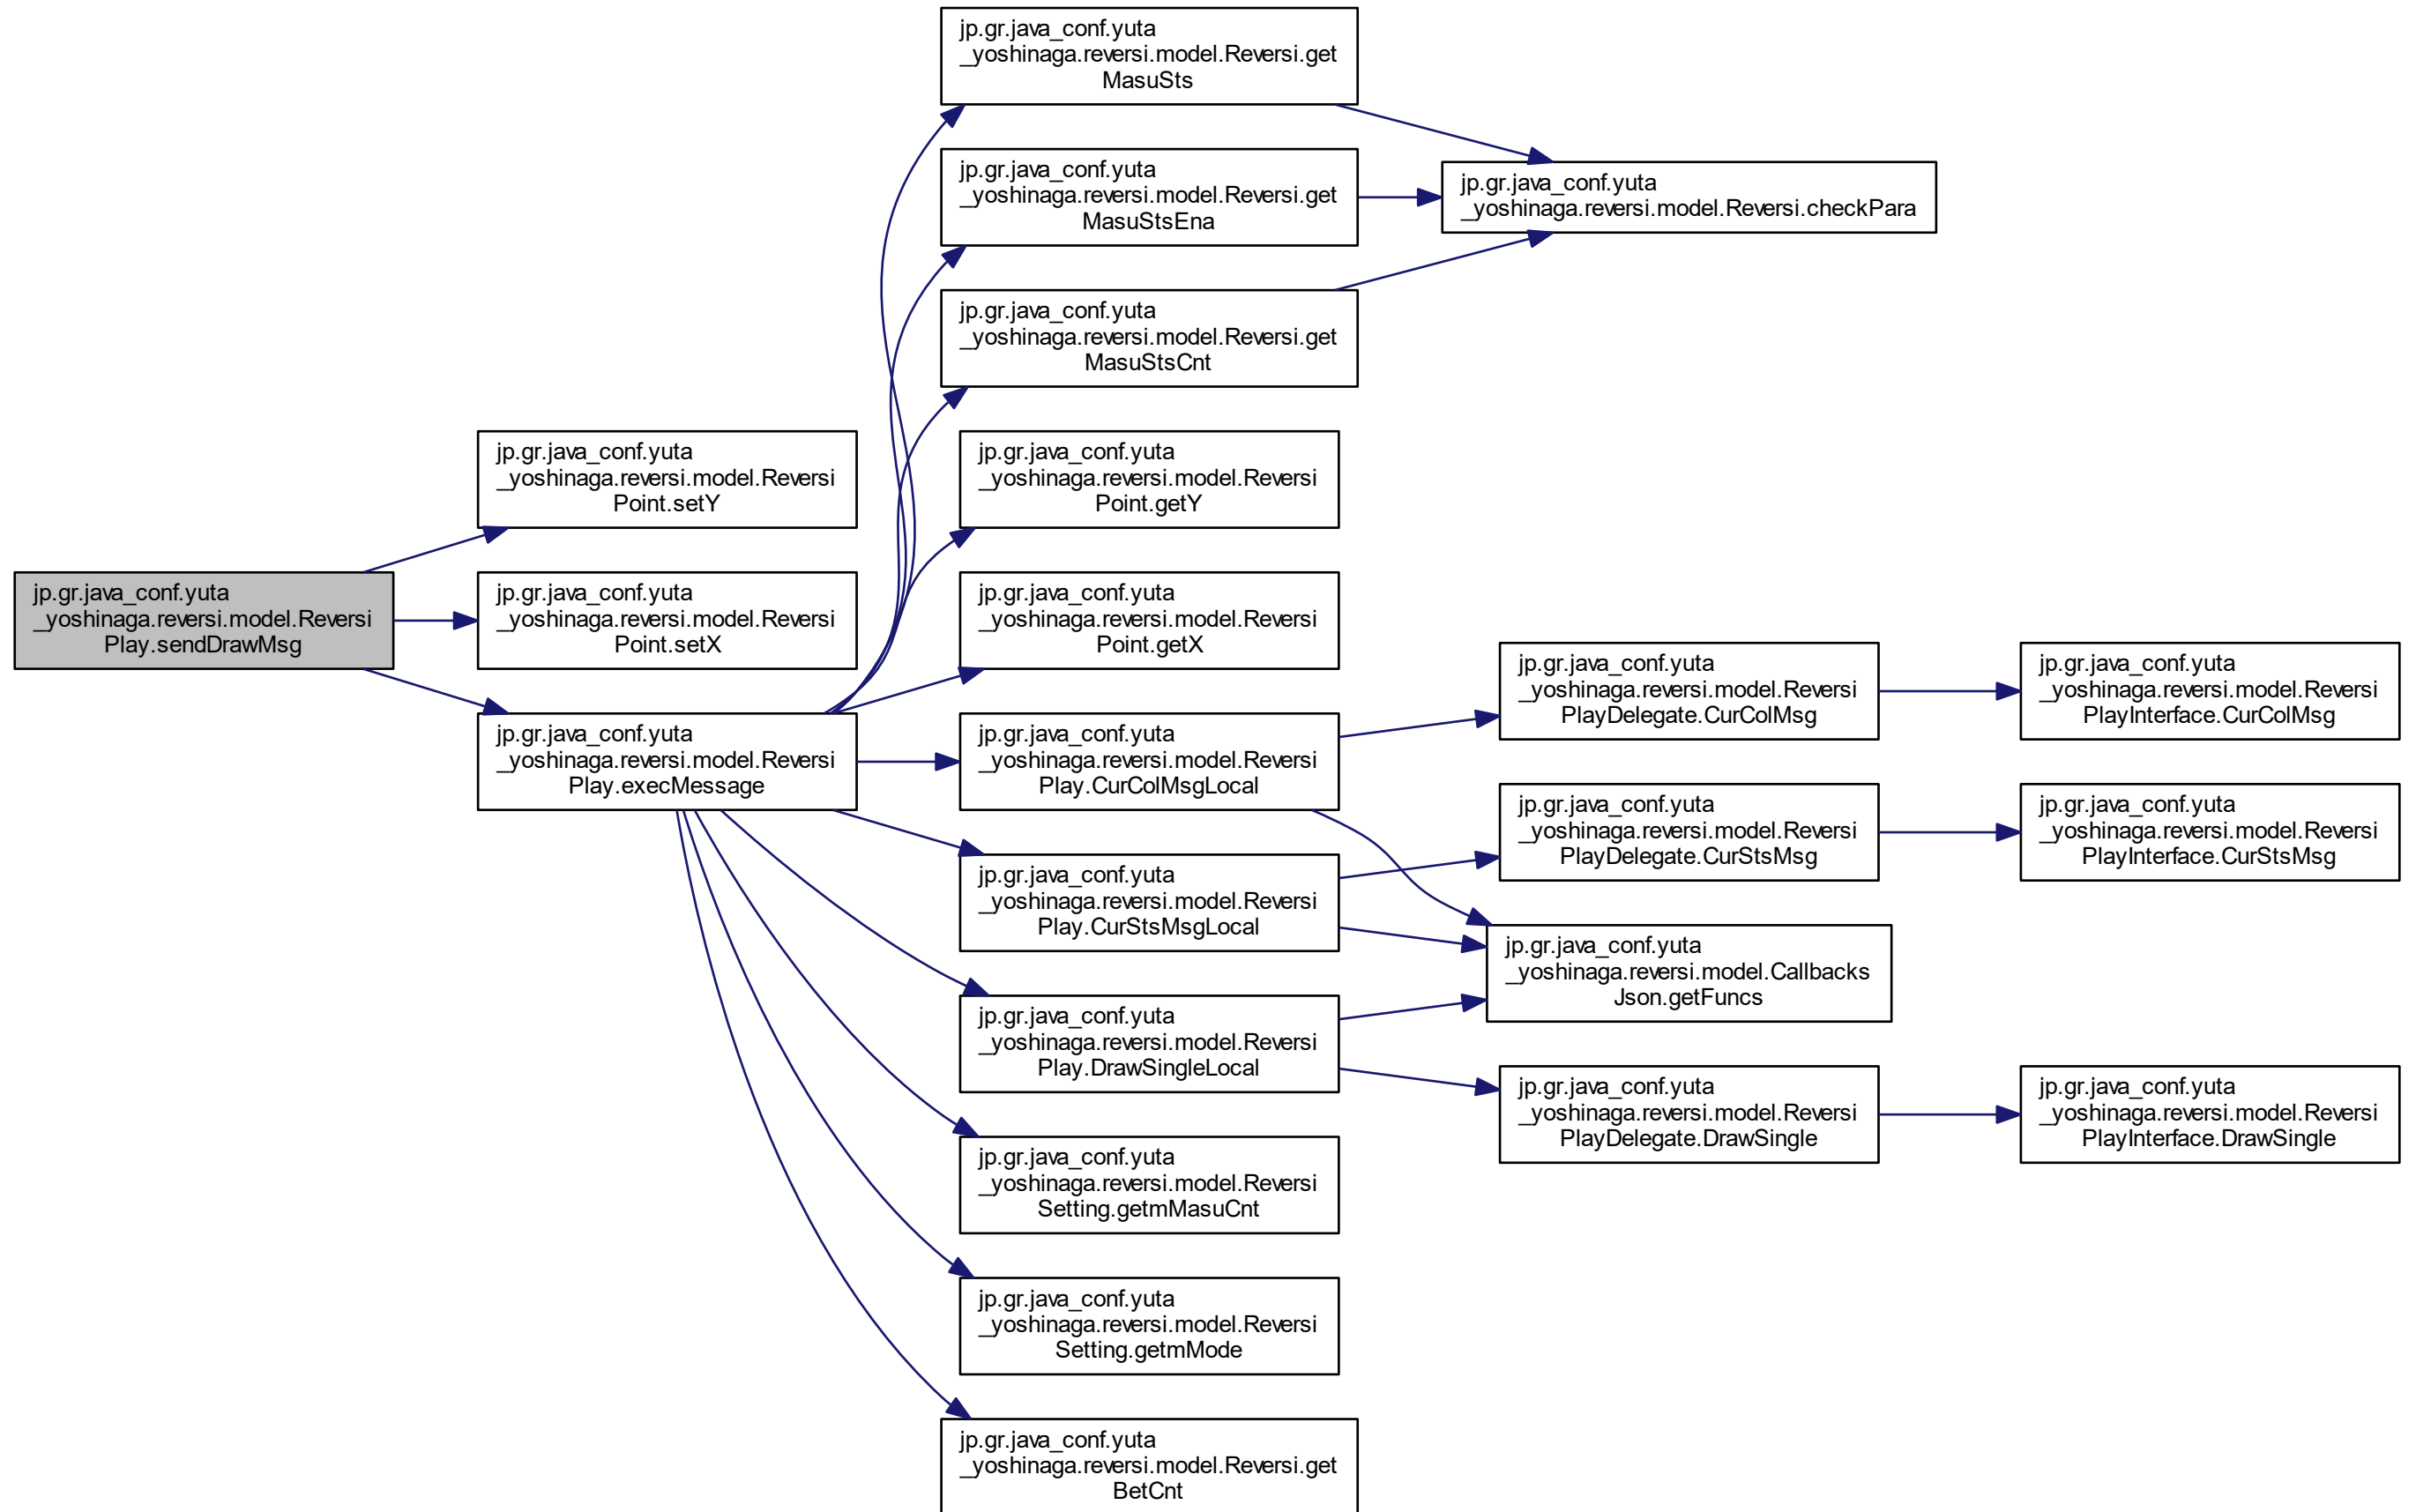 jp.gr.java_conf.yuta
_yoshinaga.reversi.model.Reversi
Play.sendDrawMsg
jp.gr.java_conf.yuta
_yoshinaga.reversi.model.Reversi
Point.setY
jp.gr.java_conf.yuta
_yoshinaga.reversi.model.Reversi
Point.setX
jp.gr.java_conf.yuta
_yoshinaga.reversi.model.Reversi
Play.execMessage
jp.gr.java_conf.yuta
_yoshinaga.reversi.model.Reversi.get
MasuSts
jp.gr.java_conf.yuta
_yoshinaga.reversi.model.Reversi.get
MasuStsEna
jp.gr.java_conf.yuta
_yoshinaga.reversi.model.Reversi.get
MasuStsCnt
jp.gr.java_conf.yuta
_yoshinaga.reversi.model.Reversi
Point.getY
jp.gr.java_conf.yuta
_yoshinaga.reversi.model.Reversi
Point.getX
jp.gr.java_conf.yuta
_yoshinaga.reversi.model.Reversi
Play.CurColMsgLocal
jp.gr.java_conf.yuta
_yoshinaga.reversi.model.Reversi
Play.CurStsMsgLocal
jp.gr.java_conf.yuta
_yoshinaga.reversi.model.Reversi
Play.DrawSingleLocal
jp.gr.java_conf.yuta
_yoshinaga.reversi.model.Reversi
Setting.getmMasuCnt
jp.gr.java_conf.yuta
_yoshinaga.reversi.model.Reversi
Setting.getmMode
jp.gr.java_conf.yuta
_yoshinaga.reversi.model.Reversi.get
BetCnt
jp.gr.java_conf.yuta
_yoshinaga.reversi.model.Reversi.checkPara
jp.gr.java_conf.yuta
_yoshinaga.reversi.model.Reversi
PlayDelegate.CurColMsg
jp.gr.java_conf.yuta
_yoshinaga.reversi.model.Reversi
PlayDelegate.CurStsMsg
jp.gr.java_conf.yuta
_yoshinaga.reversi.model.Callbacks
Json.getFuncs
jp.gr.java_conf.yuta
_yoshinaga.reversi.model.Reversi
PlayDelegate.DrawSingle
jp.gr.java_conf.yuta
_yoshinaga.reversi.model.Reversi
PlayInterface.CurColMsg
jp.gr.java_conf.yuta
_yoshinaga.reversi.model.Reversi
PlayInterface.CurStsMsg
jp.gr.java_conf.yuta
_yoshinaga.reversi.model.Reversi
PlayInterface.DrawSingle